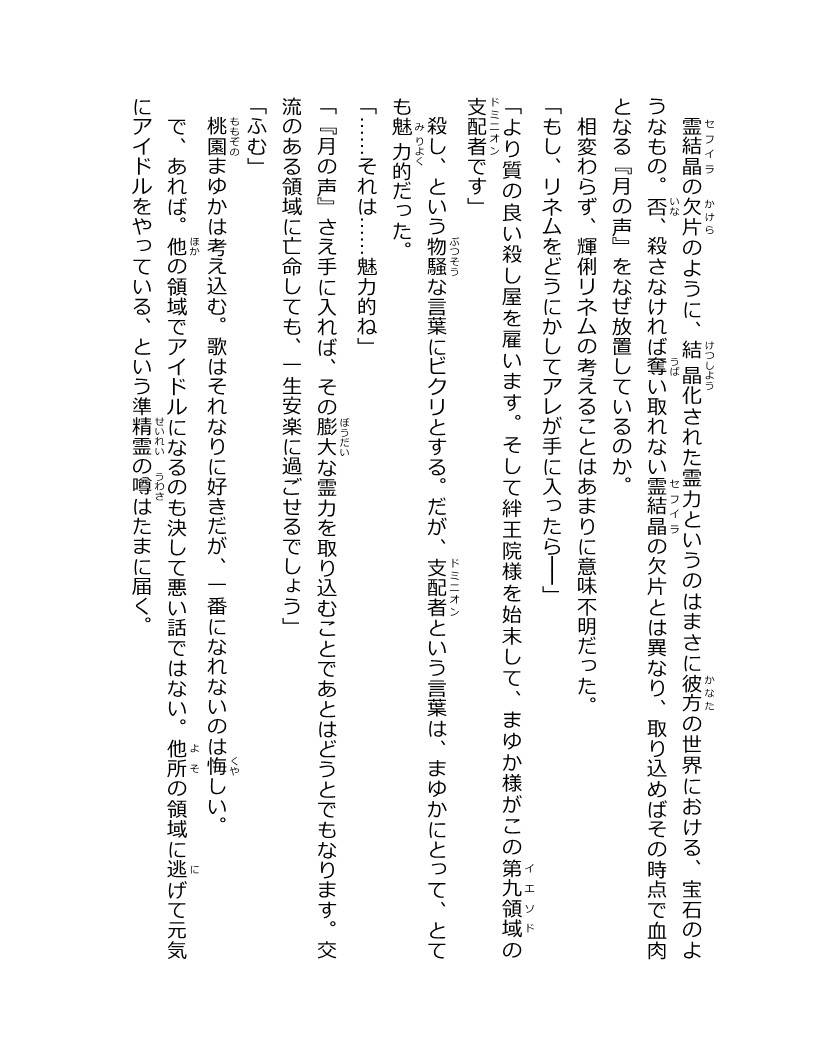 霊結晶の欠片のように、結晶化された霊力というのはまさに彼方の世界における、宝石のよ
うなもの。否、殺さなければ奪い取れない霊結晶の欠片とは異なり、取り込めばその時点で血肉
となる『月の声』をなぜ放置しているのか。
相変わらず、輝俐リネムの考えることはあまりに意味不明だった。
「もし、リネムをどうにかしてアレが手に入ったら――」
「より質の良い殺し屋を雇います。そして絆王院様を始末して、まゆか様がこの第九領域の
支配者です」
殺し、という物騒な言葉にビクリとする。だが、支配者という言葉は、まゆかにとって、とて
も魅力的だった。
「……それは……魅力的ね」
「『月の声』さえ手に入れば、その膨大な霊力を取り込むことであとはどうとでもなります。交
流のある領域に亡命しても、一生安楽に過ごせるでしょう」
「ふむ」
桃園まゆかは考え込む。歌はそれなりに好きだが、一番になれないのは悔しい。
で、あれば。他の領域でアイドルになるのも決して悪い話ではない。他所の領域に逃げて元気
にアイドルをやっている、という準精霊の噂はたまに届く。